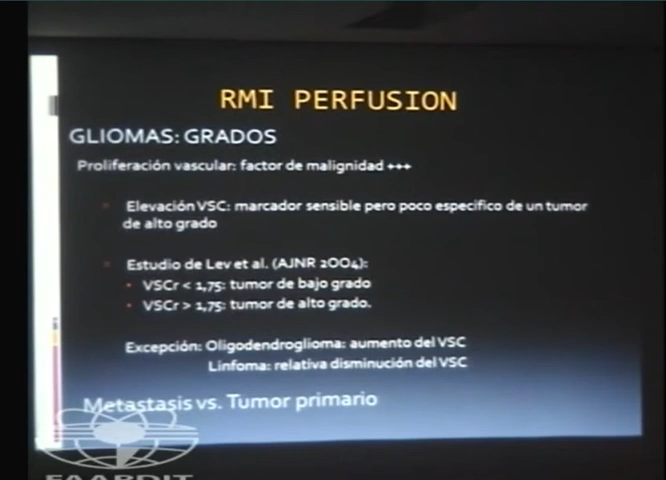 RMI PERFUSION
GLIOMAS: GRADOS
Proliferación vascular: factor de malignidad +++
Elevación VSC: marcador sensible pero poco específico de un tumor
de alto grado
Estudio de Lev et al. (AJNR 2004):
VSCr < 1,75: tumor de bajo grado
VSCr > 1,75: tumor de alto grado.
Excepción: Oligodendroglioma: aumento del VSC
Linfoma: relativa disminución del VSC
Metastasis vs. Tumor primario
FAARDIT